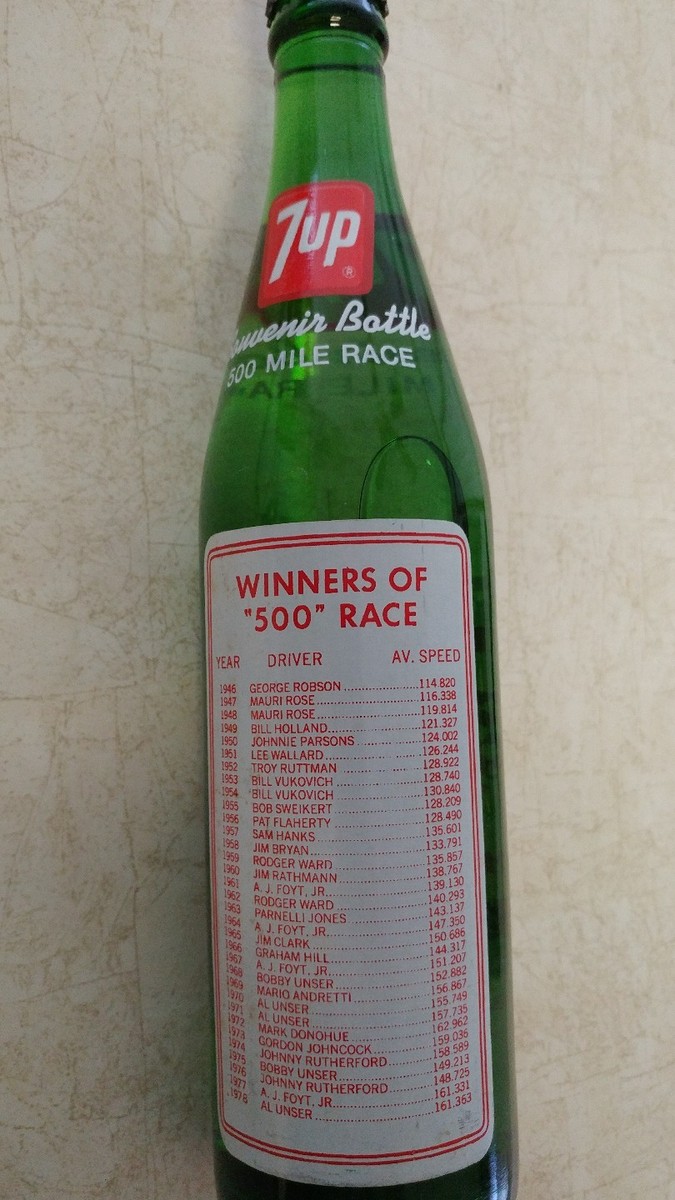 7up
®
Souvenir Bottle
500 MILE RACE
WINNERS OF
"500" RACE
YEAR DRIVER AV. SPEED
1946 GEORGE ROBSON 114.820
1947 MAURI ROSE 116.338
1948 MAURI ROSE 119.814
1949 BILL HOLLAND 121.327
1950 JOHNNIE PARSONS 124.002
1951 LEE WALLARD 126.244
1952 TROY RUTTMAN 128.922
1953 BILL VUKOVICH 128.740
1954 BILL VUKOVICH 130.840
1955 BOB SWEIKERT 128.209
1956 PAT FLAHERTY 128.490
1957 SAM HANKS 135.601
1958 JIM BRYAN 133.791
1959 RODGER WARD 135.857
1960 JIM RATHMANN 138.767
1961 A. J. FOYT, JR. 139.130
1962 RODGER WARD 140.293
1963 PARNELLI JONES 143.137
1964 A. J. FOYT, JR. 147.350
1965 JIM CLARK 150.686
1966 GRAHAM HILL 144.317
1967 A. J. FOYT, JR. 151.207
1968 BOBBY UNSER 152.882
1969 MARIO ANDRETTI 156.867
1970 AL UNSER 155.749
1971 AL UNSER 157.735
1972 MARK DONOHUE 162.962
1973 GORDON JOHNCOCK 159.036
1974 JOHNNY RUTHERFORD 158.589
1975 BOBBY UNSER 149.213
1976 JOHNNY RUTHERFORD 148.725
1977 A. J. FOYT, JR. 161.331
1978 AL UNSER 161.363